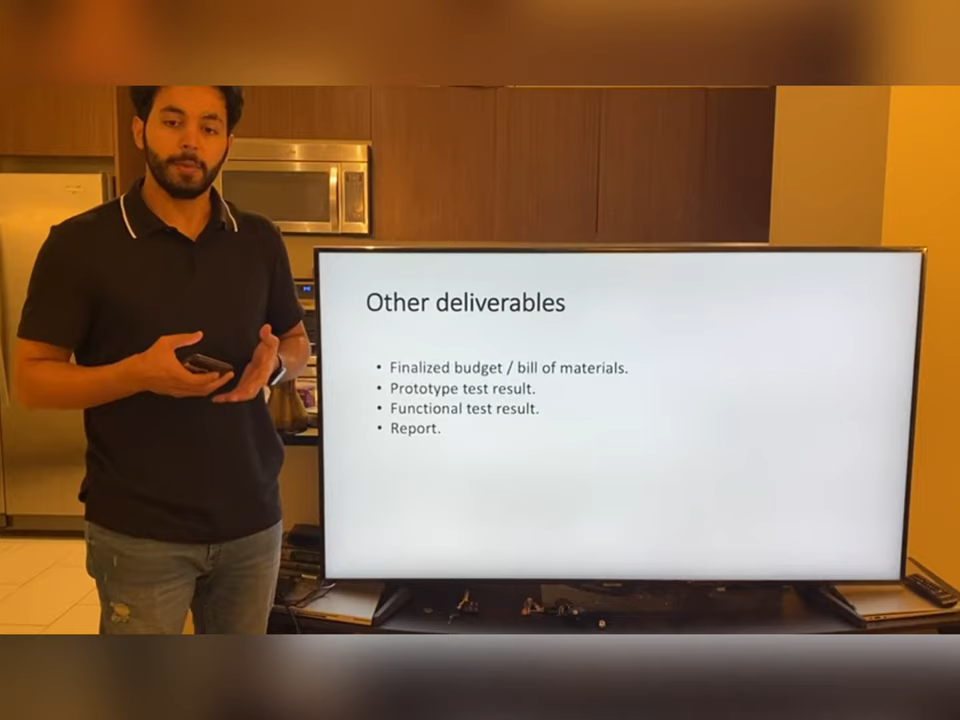 Other deliverables
• Finalized budget / bill of materials.
• Prototype test result.
• Functional test result.
• Report.